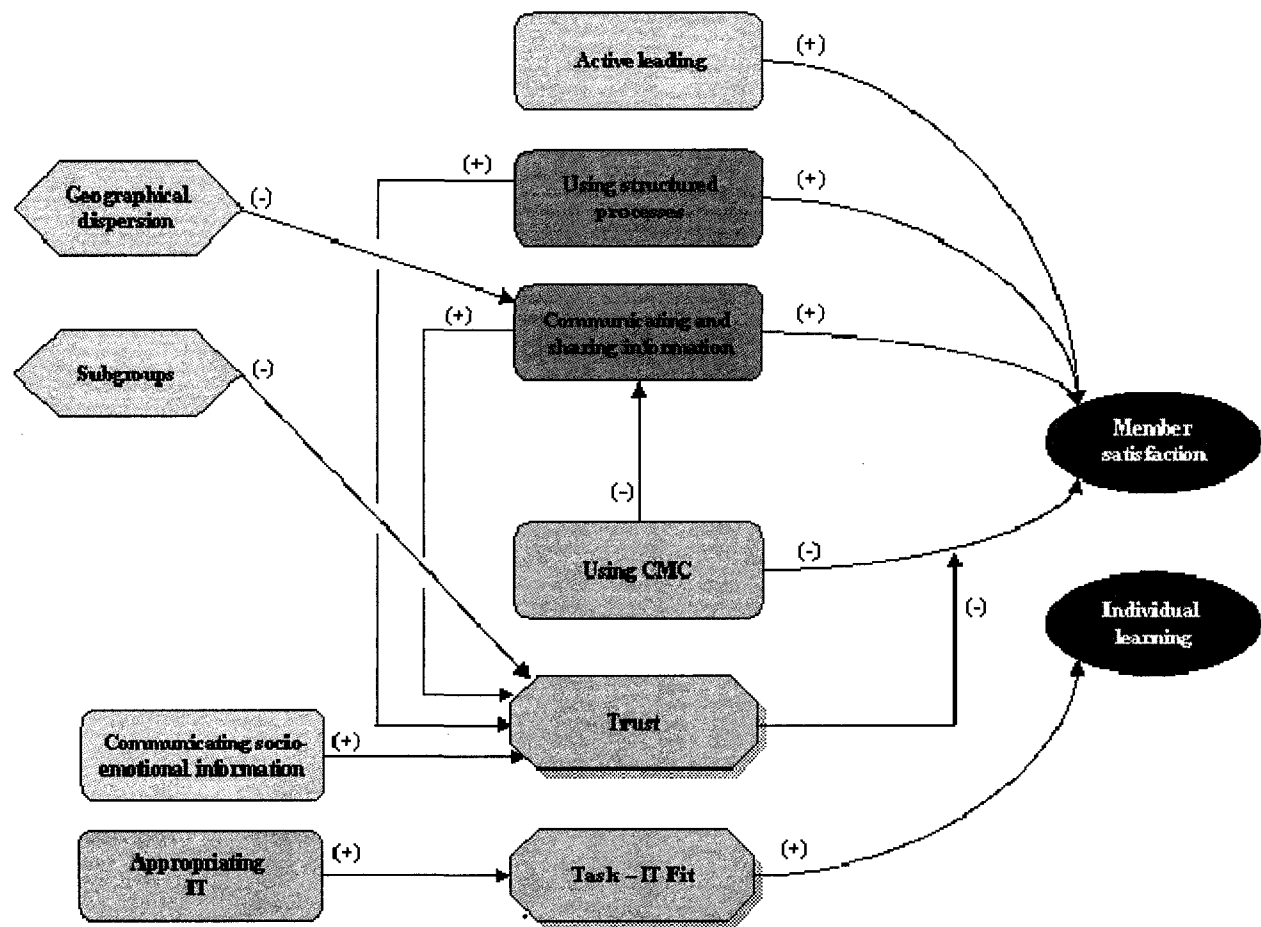 (+)
Active leading
(+)
Using structured
processes
(+)
Geographical
dispersion
(-)
(+)
Communicating and
sharing information
(+)
Subgroups
(-)
Member
satisfaction
(-)
Using CMC
(-)
(-)
Individual
learning
Trust
Communicating socio-
emotional information
(+)
Appropriating
IT
(+)
Task – IT Fit
(+)